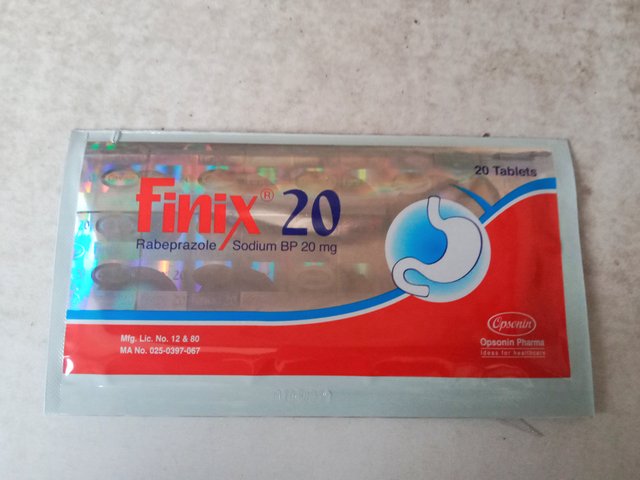 20 Tablets
Finix® 20
Rabeprazole Sodium BP 20 mg
Mfg. Lic. No. 12 & 80
MA No. 025-0397-067
Opsonin
Opsonin Pharma
Ideas for healthcare